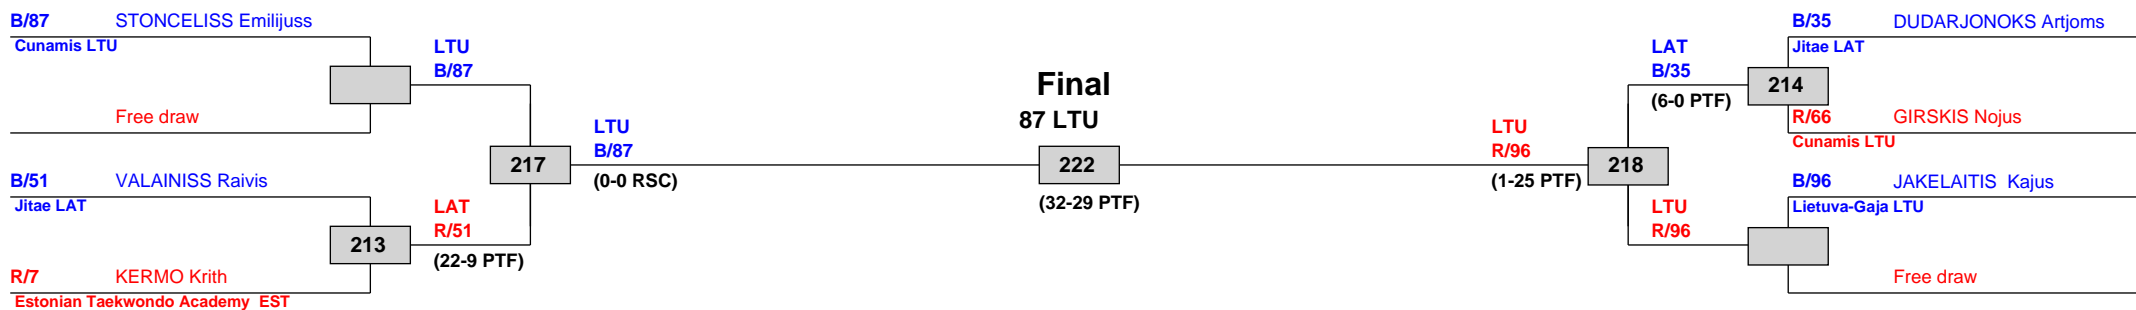 B/87 STONCELISS Emilijuss
Cunamis LTU
LTU
B/87
Free draw
LTU
B/87
217
(0-0 RSC)
B/51 VALAINISS Raivis
Jitae LAT
LAT
R/51
213
(22-9 PTF)
R/7 KERMO Krith
Estonian Taekwondo Academy EST
Final
87 LTU
222
(32-29 PTF)
B/35 DUDARJONOKS Artjoms
Jitae LAT
LAT
B/35
214
(6-0 PTF)
R/66 GIRSKIS Nojus
Cunamis LTU
LTU
R/96
218
(1-25 PTF)
B/96 JAKELAITIS Kajus
Lietuva-Gaja LTU
LTU
R/96
Free draw